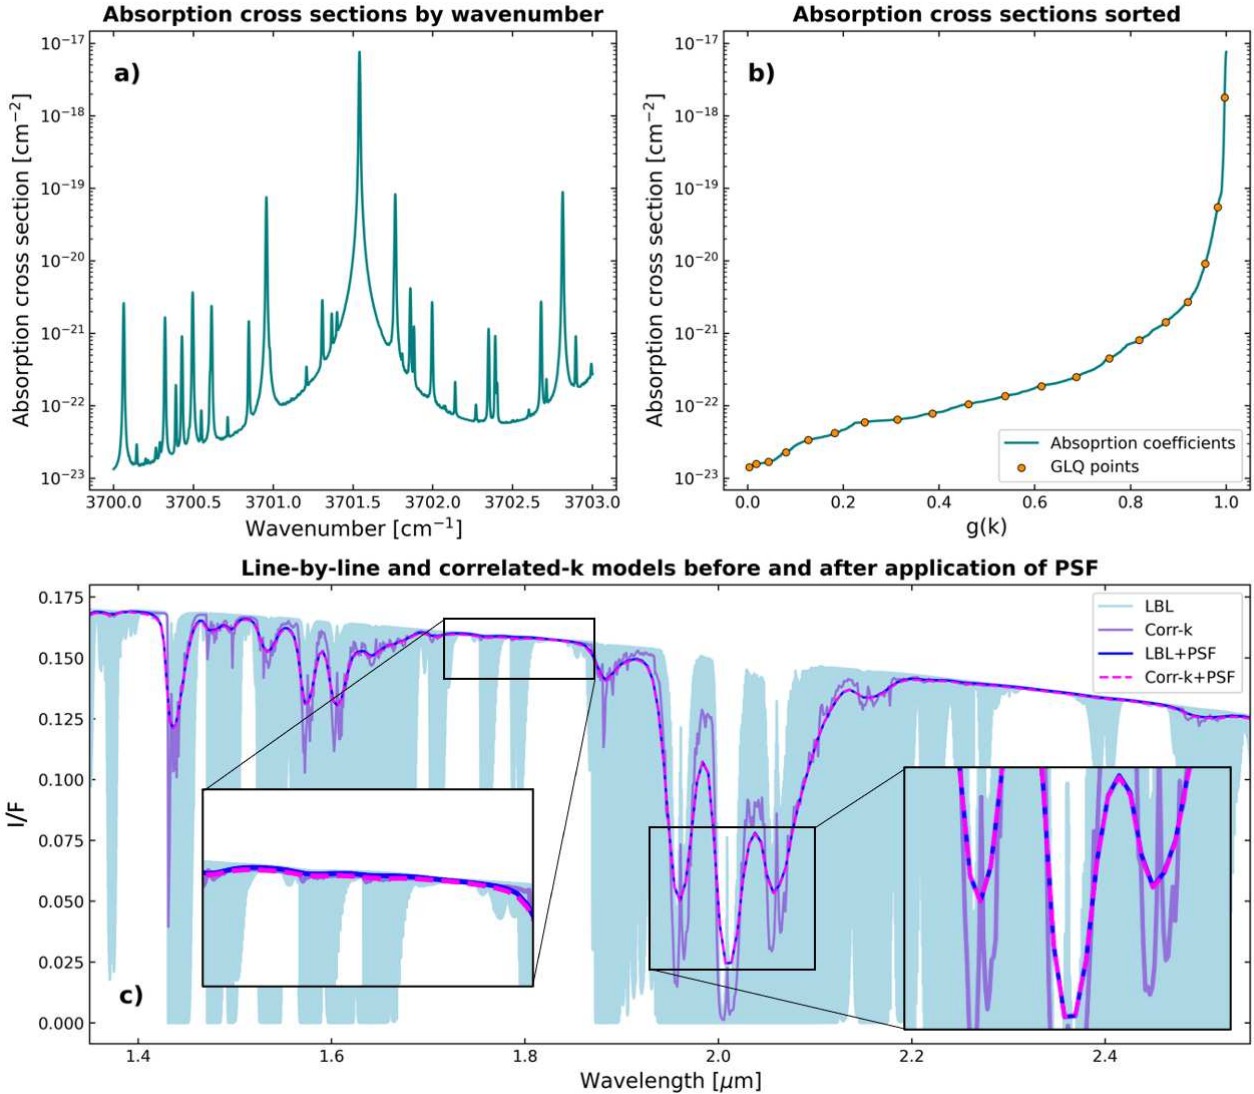 Absorption cross sections by wavenumber
Absorption cross sections sorted
a)
b)
Absorption cross section [cm⁻²]
10⁻¹⁷
10⁻¹⁸
10⁻¹⁹
10⁻²⁰
10⁻²¹
10⁻²²
10⁻²³
3700.0 3700.5 3701.0 3701.5 3702.0 3702.5 3703.0
Wavenumber [cm⁻¹]
Absorption cross section [cm⁻²]
10⁻¹⁷
10⁻¹⁸
10⁻¹⁹
10⁻²⁰
10⁻²¹
10⁻²²
10⁻²³
Absoprtion coefficients
GLQ points
0.0 0.2 0.4 0.6 0.8 1.0
g(k)
Line-by-line and correlated-k models before and after application of PSF
I/F
0.175
0.150
0.125
0.100
0.075
0.050
0.025
0.000
LBL
Corr-k
LBL+PSF
Corr-k+PSF
c)
1.4 1.6 1.8 2.0 2.2 2.4
Wavelength [μm]